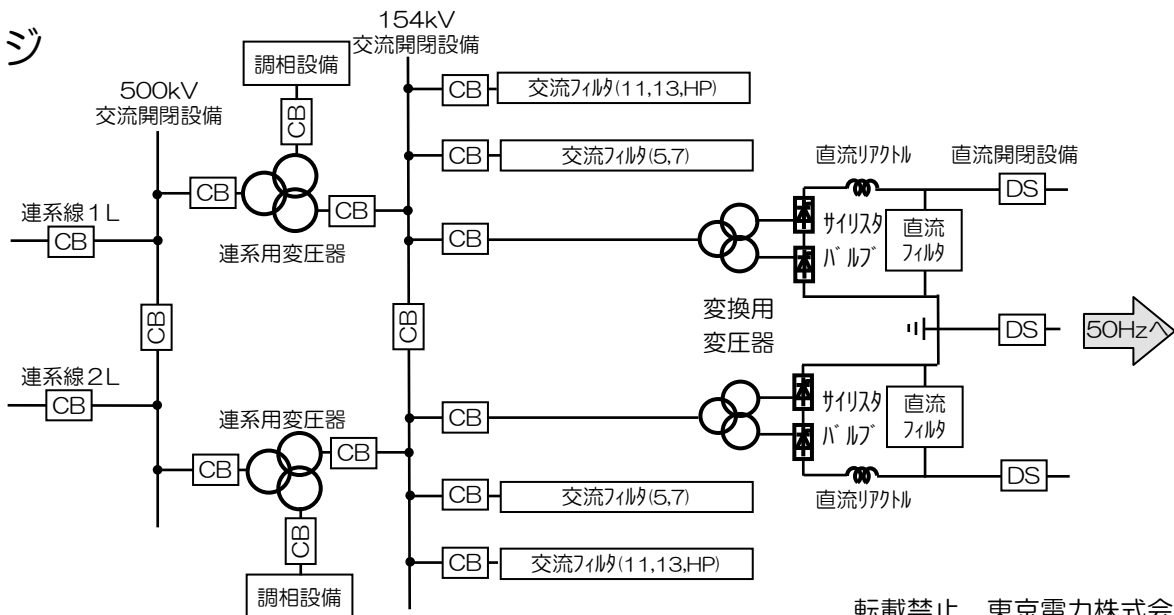 ジ
154kV
交流開閉設備
調相設備
500kV
交流開閉設備
CB
CB
交流フィルタ(11,13,HP)
CB
交流フィルタ(5,7)
直流リアクトル
直流開閉設備
CB
CB
DS
連系線1L
CB
連系用変圧器
CB
サイリスタ
バルブ
直流
フィルタ
変換用
変圧器
CB
CB
DS
50Hzへ
連系線2L
CB
連系用変圧器
CB
サイリスタ
バルブ
直流
フィルタ
CB
CB
CB
交流フィルタ(5,7)
直流リアクトル
DS
CB
CB
交流フィルタ(11,13,HP)
調相設備
転載禁止 東京電力株式会